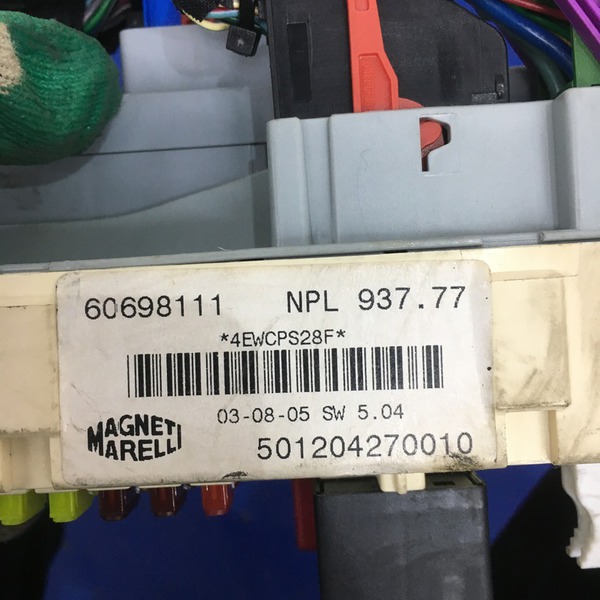 60698111 NPL 937.77
*4EWCPS28F*
03-08-05 SW 5.04
MAGNETI
MARELLI
501204270010